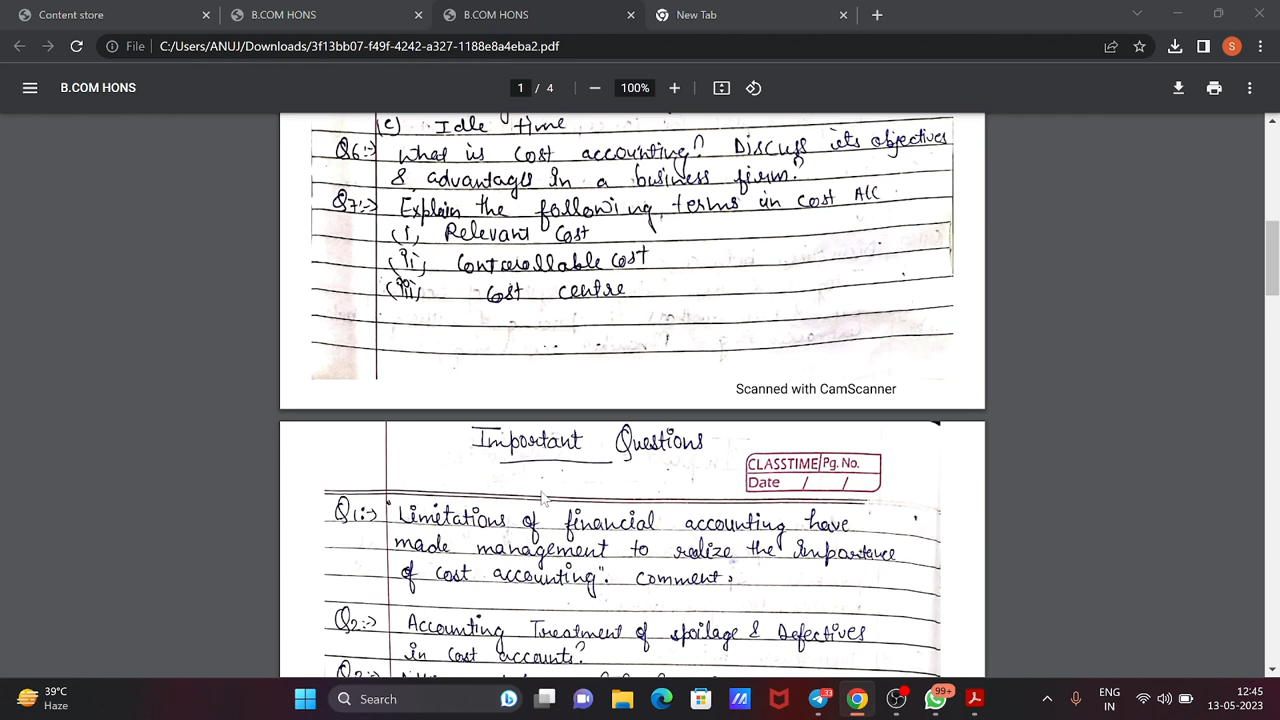 Content store
B.COM HONS
B.COM HONS
New Tab
File C:/Users/ANUJ/Downloads/3f13bb07-f49f-4242-a327-1188e8a4eba2.pdf
S
B.COM HONS
1 / 4
100%
(c) Idle time
Q6:-) What is cost accounting? Discuss its objectives
& advantages In a business firm?
Q7:-) Explain the following terms in cost A/C
(i) Relevant Cost
(ii) Controllable Cost
(iii) Cost centre
Scanned with CamScanner
Important Questions
CLASSTIME Pg. No.
Date / /
Q1:-) "Limitations of financial accounting have
made management to realize the Importance
of cost accounting". Comment.
Q2:-) Accounting Treatment of spoilage & Defectives
in cost accounts?
39°C
Haze
Search
33
99+
ENG
IN
12:45
13-05-2023